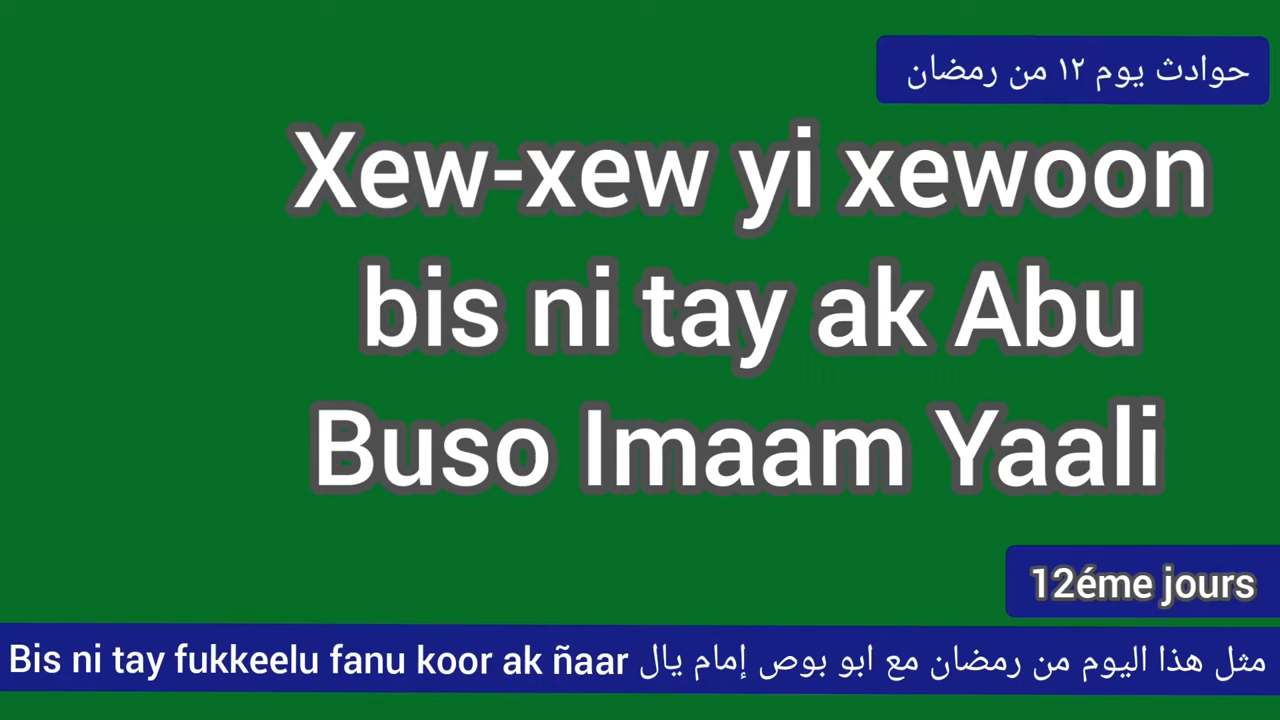 حوادث يوم ١٢ من رمضان
Xew-xew yi xewoon
bis ni tay ak Abu
Buso Imaam Yaali
12éme jours
Bis ni tay fukkeelu fanu koor ak ñaar مثل هذا اليوم من رمضان مع ابو بوص إمام يال